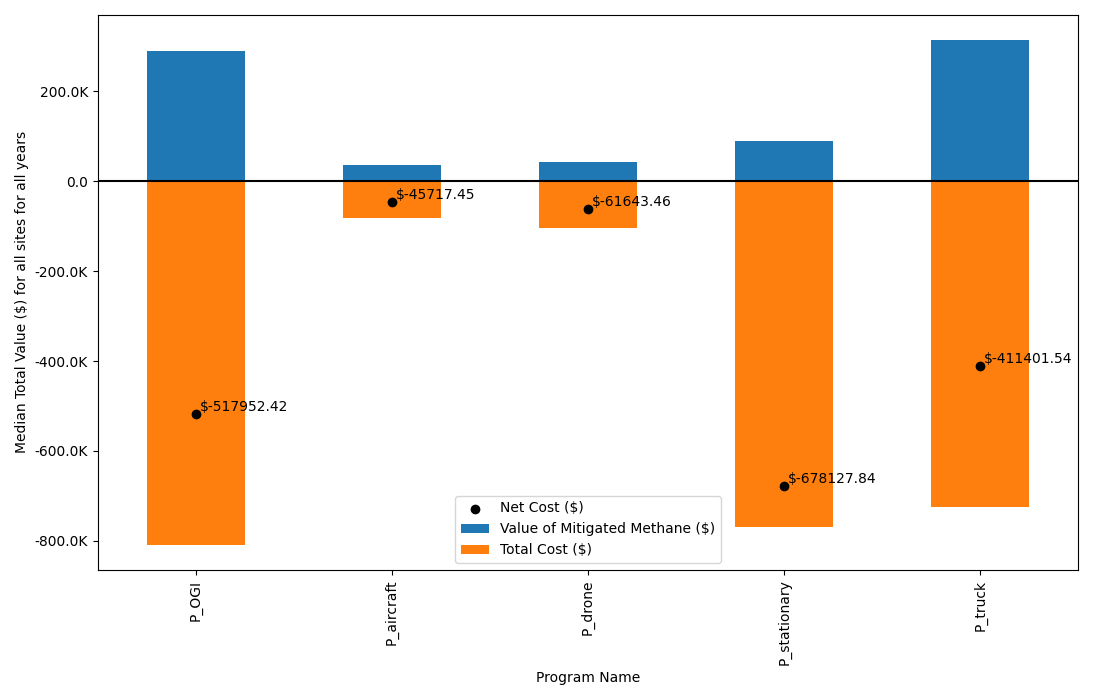 Median Total Value ($) for all sites for all years
200.0K
0.0
-200.0K
-400.0K
-600.0K
-800.0K
$-517952.42
$-45717.45
$-61643.46
$-678127.84
$-411401.54
Net Cost ($)
Value of Mitigated Methane ($)
Total Cost ($)
P_OGI
P_aircraft
P_drone
P_stationary
P_truck
Program Name